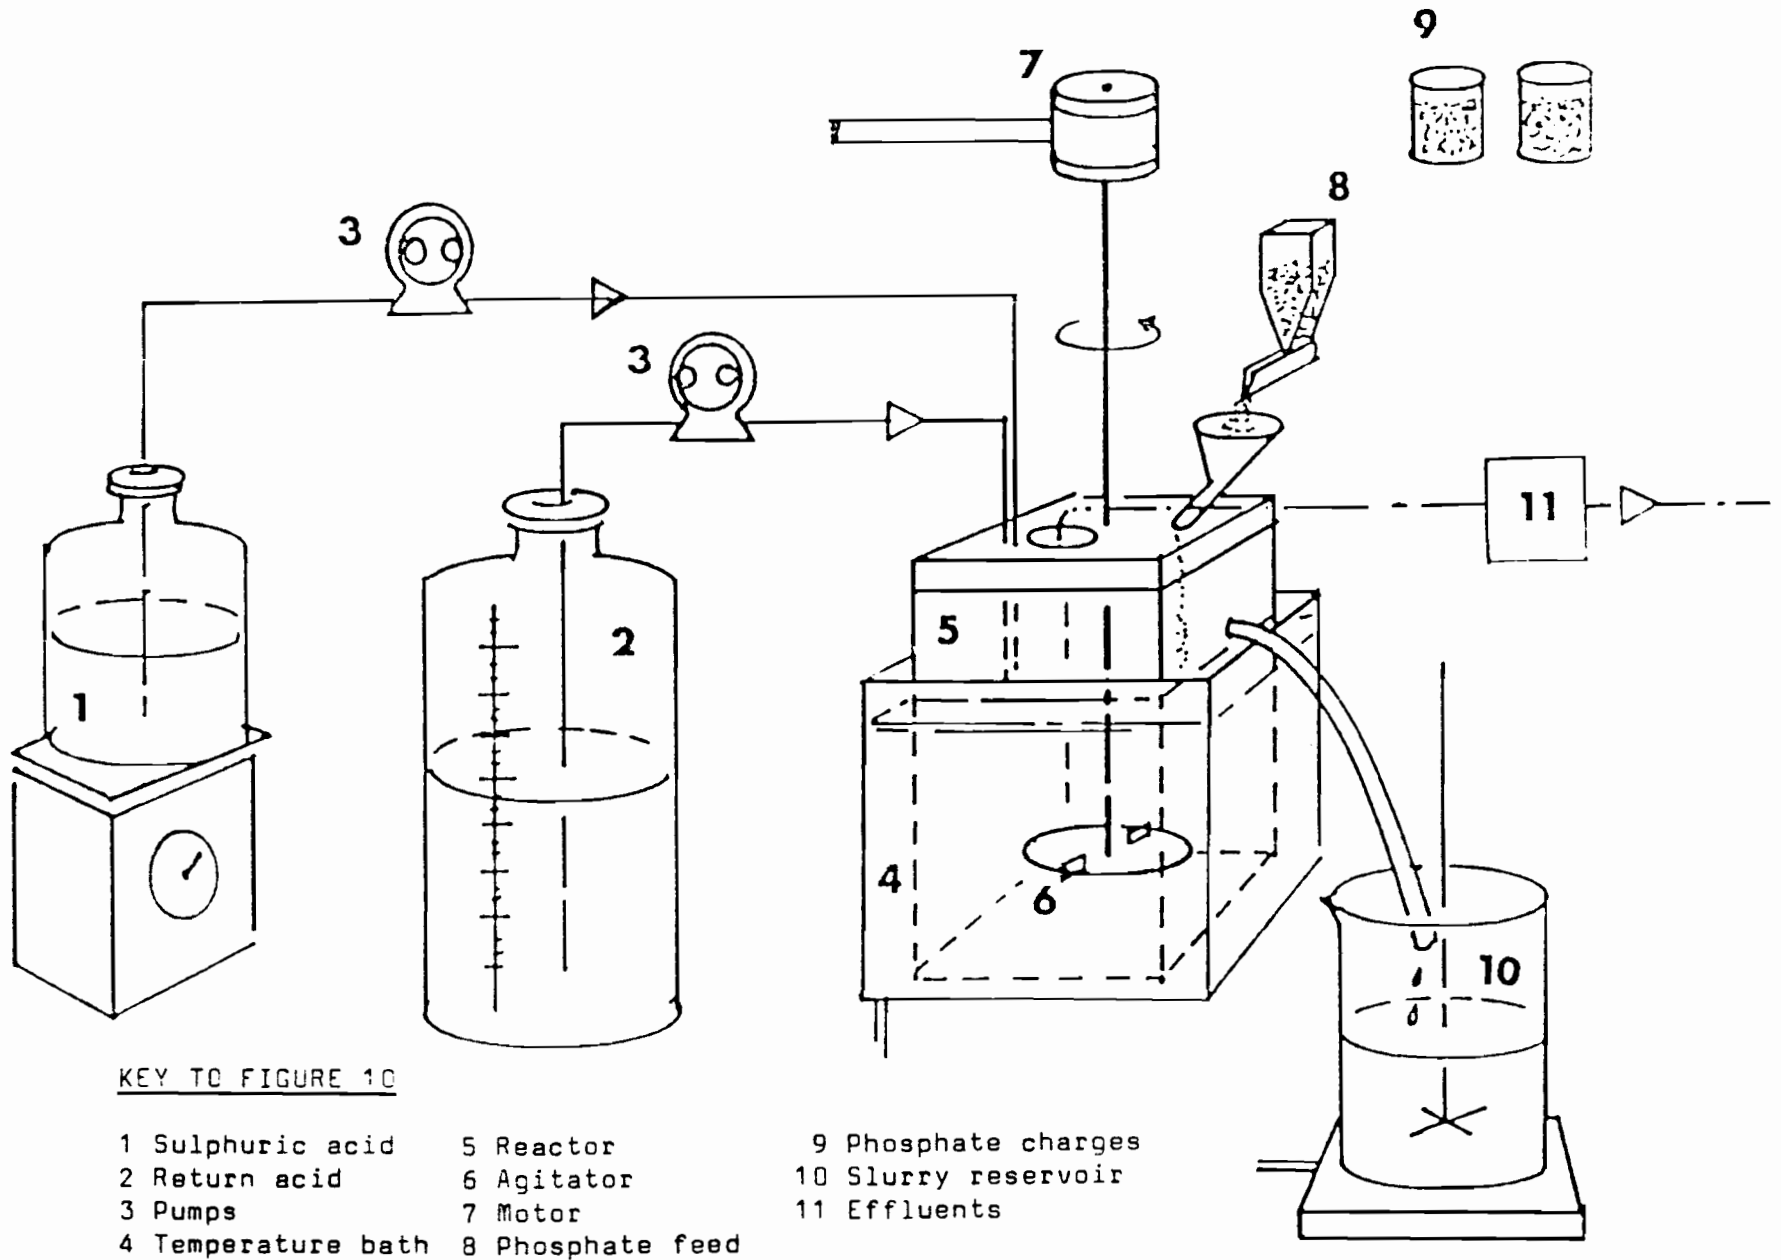 9
7
8
3
3
11
5
2
1
4
6
10
KEY TO FIGURE 10
1 Sulphuric acid
2 Return acid
3 Pumps
4 Temperature bath
5 Reactor
6 Agitator
7 Motor
8 Phosphate feed
9 Phosphate charges
10 Slurry reservoir
11 Effluents